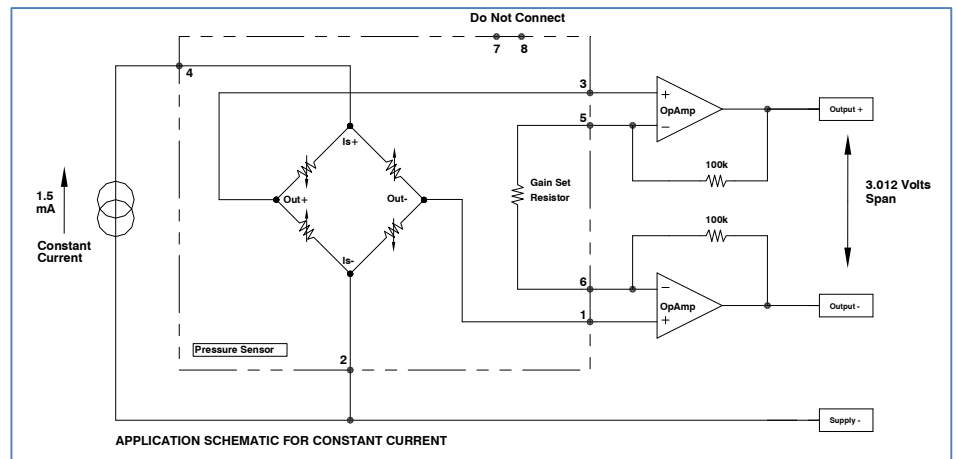 Do Not Connect
7 8
4
3
+
OpAmp
−
Output +
5
Is+
100k
1.5
mA
Constant
Current
Out+
Out-
Gain Set
Resistor
3.012 Volts
Span
100k
Is-
6
−
OpAmp
+
1
Output -
Pressure Sensor
2
Supply -
APPLICATION SCHEMATIC FOR CONSTANT CURRENT